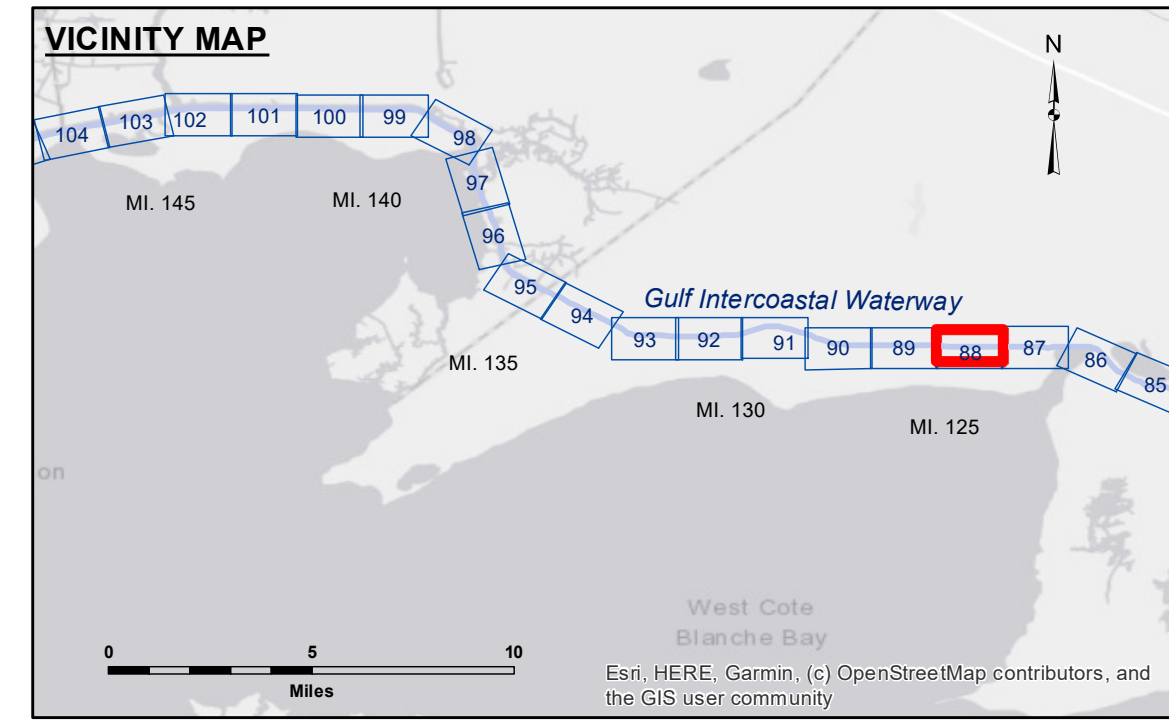 VICINITY MAP
N
104 103 102 101 100 99 98
97
MI. 145 MI. 140
96
95
94
Gulf Intercoastal Waterway
93 92 91 90 89 88 87 86
85
MI. 135
MI. 130
MI. 125
on
West Cote
Blanche Bay
0 5 10
Miles
Esri, HERE, Garmin, (c) OpenStreetMap contributors, and
the GIS user community